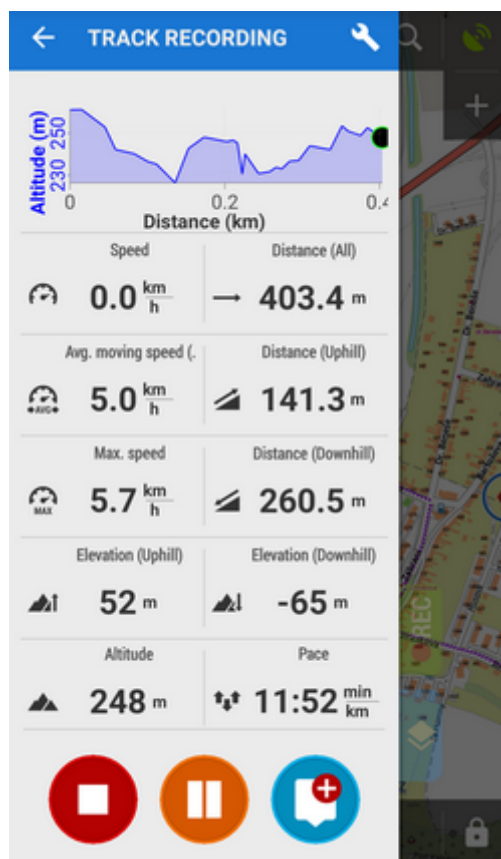 TRACK RECORDING
Altitude (m)
230 250
0 0.2 0.4
Distance (km)
Speed Distance (All)
0.0 km/h 403.4 m
Avg. moving speed (. Distance (Uphill)
AVG 5.0 km/h 141.3 m
Max. speed Distance (Downhill)
MAX 5.7 km/h 260.5 m
Elevation (Uphill) Elevation (Downhill)
52 m -65 m
Altitude Pace
248 m 11:52 min/km
REC